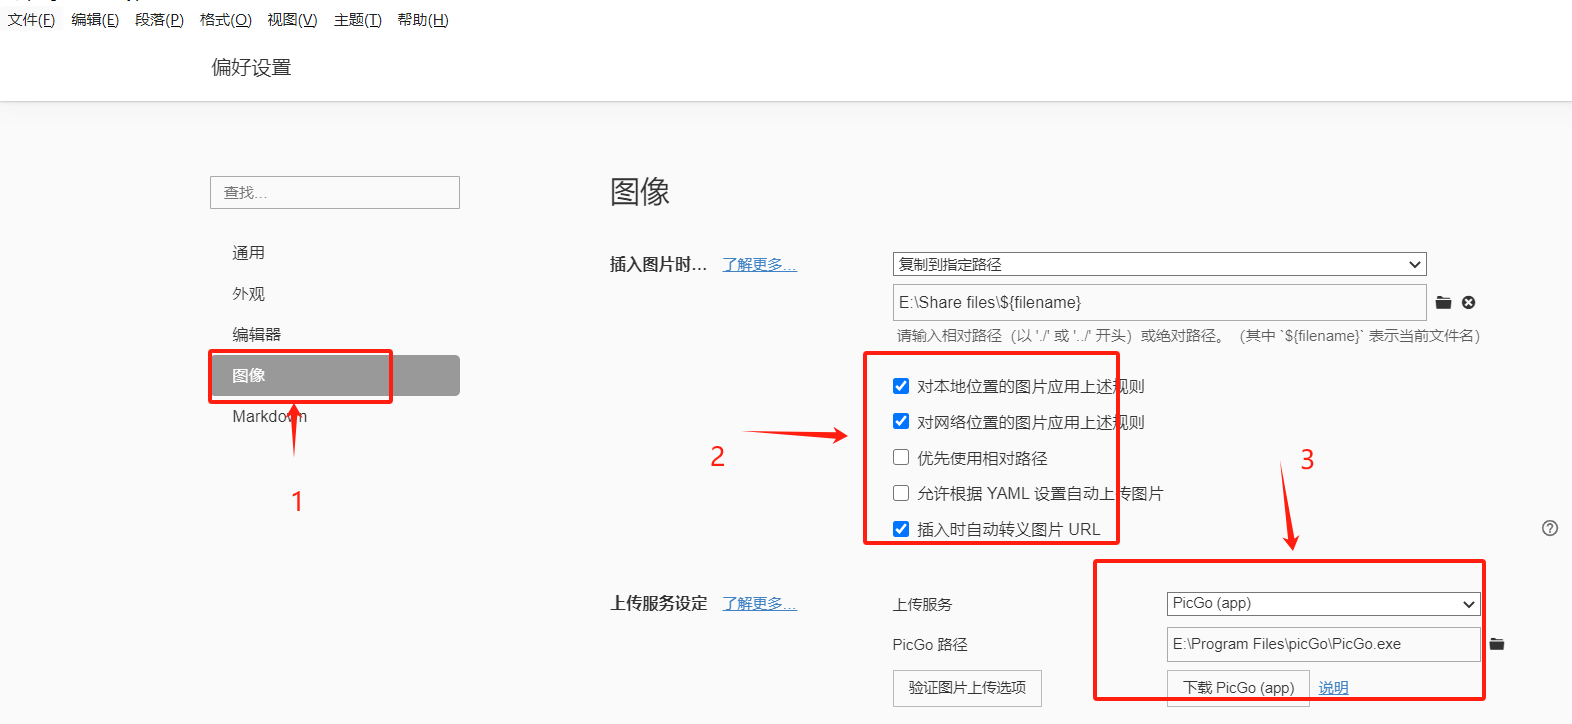 文件(F) 编辑(E) 段落(P) 格式(O) 视图(V) 主题(T) 帮助(H)
偏好设置
查找...
通用
外观
编辑器
图像
Markdown
1
图像
插入图片时... 了解更多...
复制到指定路径
E:\Share files\${filename}
请输入相对路径（以 './' 或 '../' 开头）或绝对路径。（其中 `${filename}` 表示当前文件名）
对本地位置的图片应用上述规则
对网络位置的图片应用上述规则
优先使用相对路径
允许根据 YAML 设置自动上传图片
插入时自动转义图片 URL
2
3
上传服务设定 了解更多...
上传服务 PicGo (app)
PicGo 路径 E:\Program Files\picGo\PicGo.exe
验证图片上传选项 下载 PicGo (app) 说明